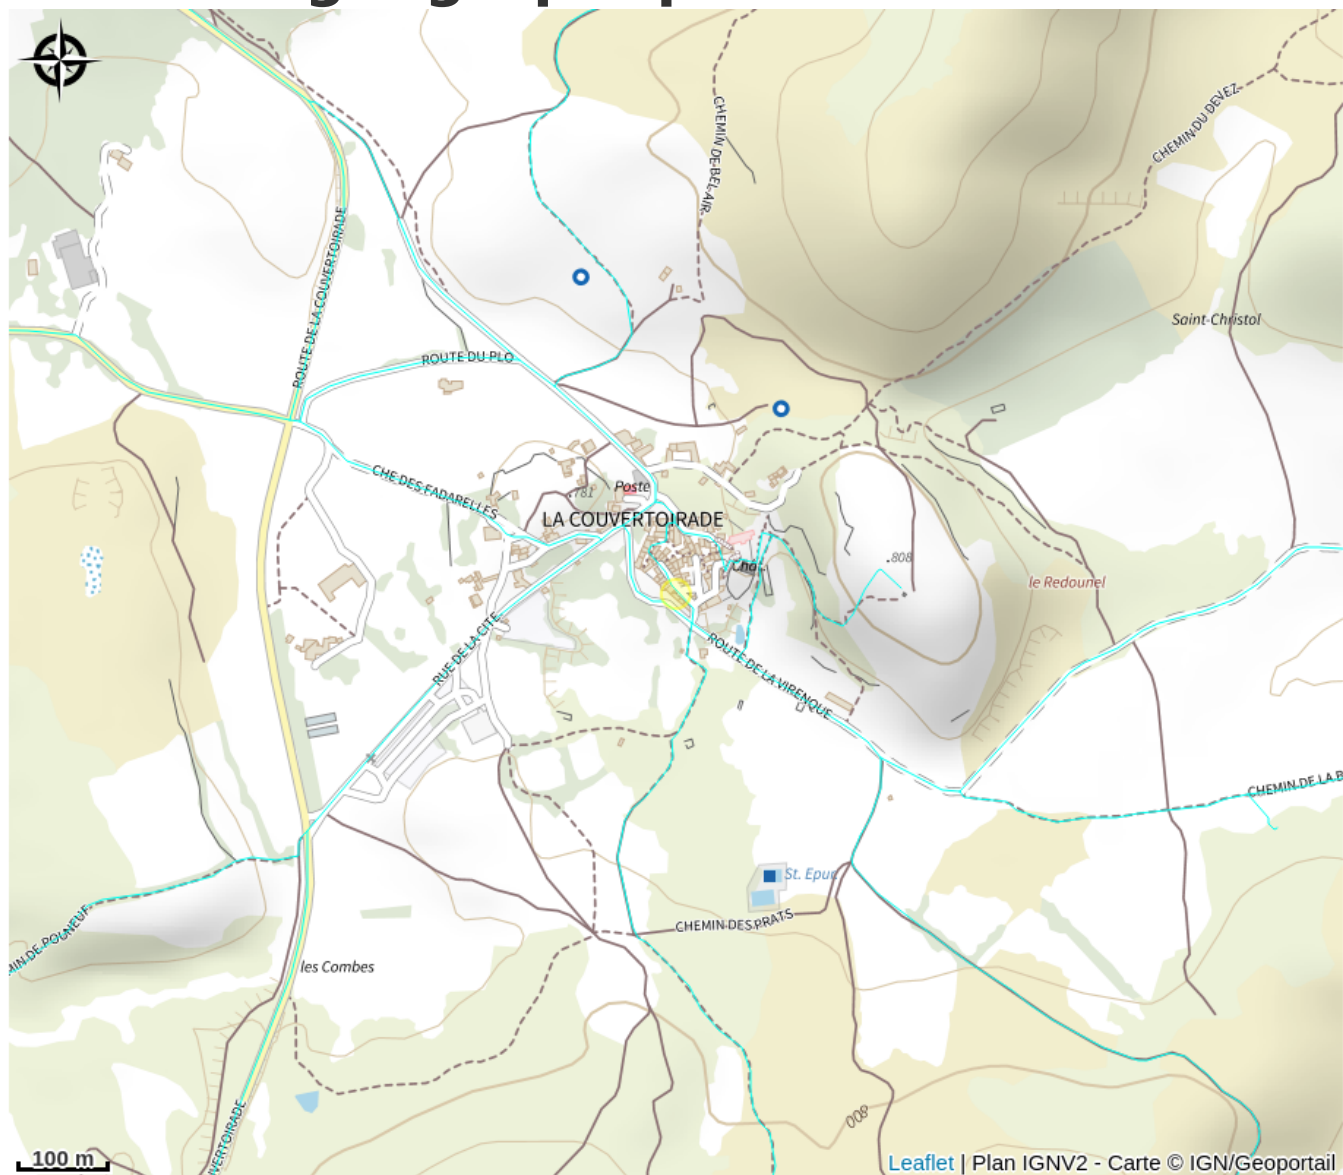 CHEMIN DU DEVEZ
CHEMIN DE BEL AIR
ROUTE DE LA COUVERTOIRADE
Saint-Christol
ROUTE DU PLO
CHE DES FADARELLES
Poste
.781
LA COUVERTOIRADE
Cha...
.808
le Redounel
RUE DE LA CITÉ
ROUTE DE LA VIRENQUE
CHEMIN DE LA B
St. Epur
CHEMIN DES PRATS
MIN DE POUNEUF
les Combes
800
VERTOIRADE
100 m
Leaflet | Plan IGNV2 - Carte © IGN/Geoportail